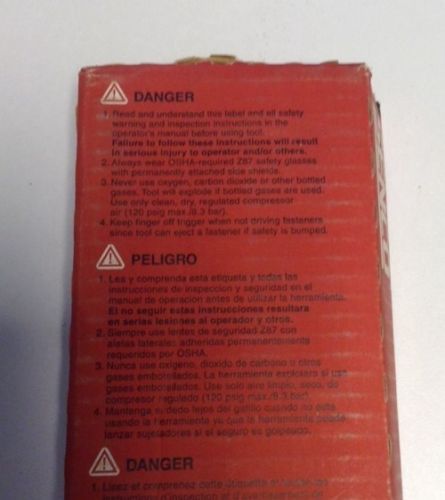 DANGER
1. Read and understand this label and all safety
warning and inspection instructions in the
operator's manual before using tool.
Failure to follow these instructions will result
in serious injury to operator and/or others.
2. Always wear OSHA-required Z87 safety glasses
with permanently attached side shields.
3. Never use oxygen, carbon dioxide or other bottled
gases. Tool will explode if bottled gases are used.
Use only clean, dry, regulated compressor
air (120 psig max./8.3 bar).
4. Keep finger off trigger when not driving fasteners
since tool can eject a fastener if safety is bumped.
PELIGRO
1. Lea y comprenda esta etiqueta y todas las
instrucciones de inspeccion y seguridad en el
manual de operacion antes de utilizar la herramienta.
El no seguir estas instrucciones resultara
en serias lesiones al operador y otros.
2. Siempre use lentes de seguridad Z87 con
aletas laterales adheridas permanentemente
requeridos por OSHA.
3. Nunca use oxigeno, dioxido de carbono u otros
gases embotellados. La herramienta explosara si usa
gases embotellados. Use solo aire limpio, seco, de
compresor regulado (120 psig max./8.3 bar).
4. Mantenga su dedo lejos del gatillo cuando no este
usando la herramienta ya que la herramienta puede
lanzar sujetadores si el seguro es golpeado.
DANGER
1. Lisez et comprenez cette étiquette